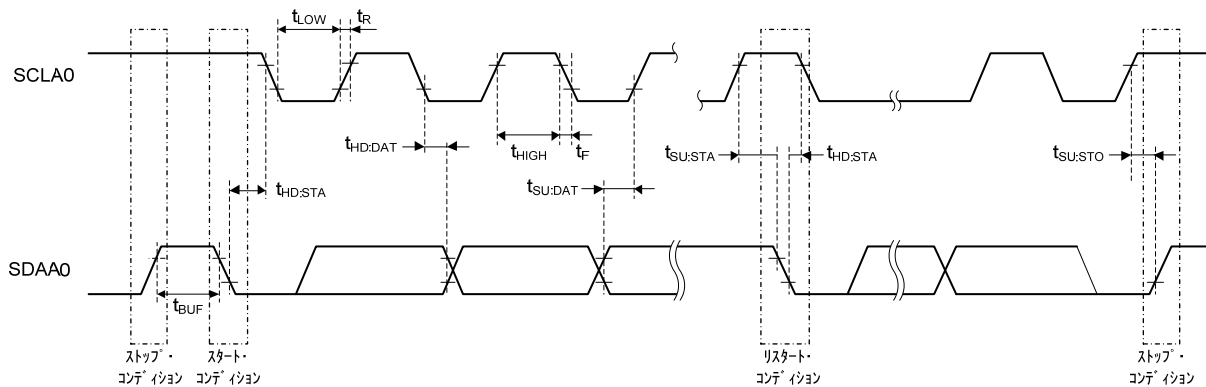 tLOW
tR
SCLA0
tHD:DAT
tHIGH
tF
tSU:STA
tHD:STA
tSU:STO
tHD:STA
tSU:DAT
SDAA0
tBUF
ｽﾄｯﾌﾟ・
ｺﾝﾃﾞｨｼｮﾝ
ｽﾀｰﾄ・
ｺﾝﾃﾞｨｼｮﾝ
ﾘｽﾀｰﾄ・
ｺﾝﾃﾞｨｼｮﾝ
ｽﾄｯﾌﾟ・
ｺﾝﾃﾞｨｼｮﾝ